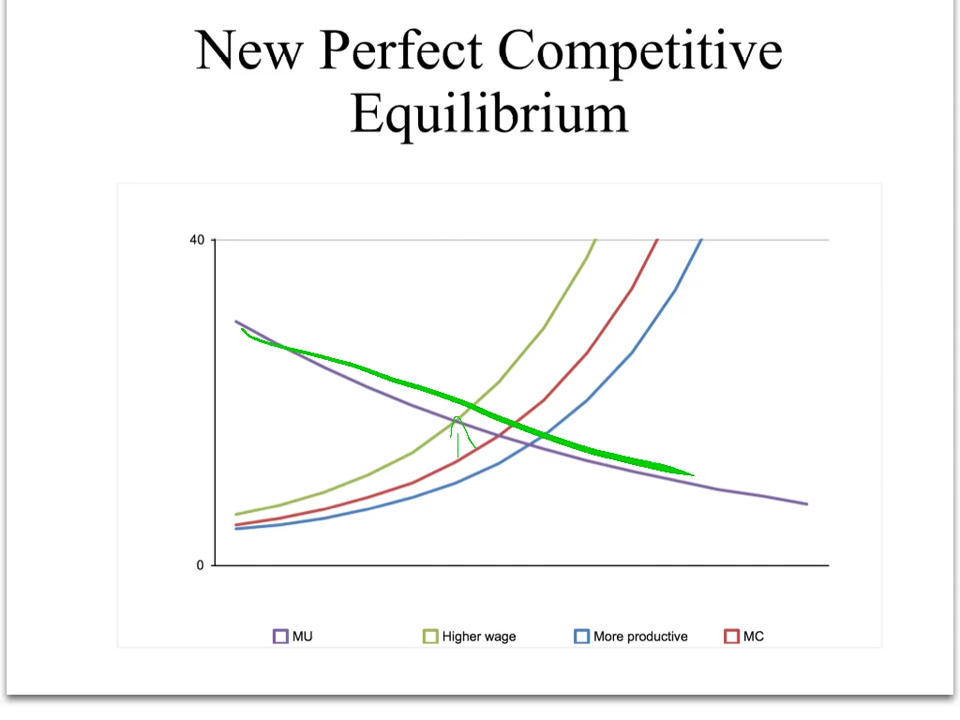 New Perfect Competitive
Equilibrium
40
0
MU
Higher wage
More productive
MC